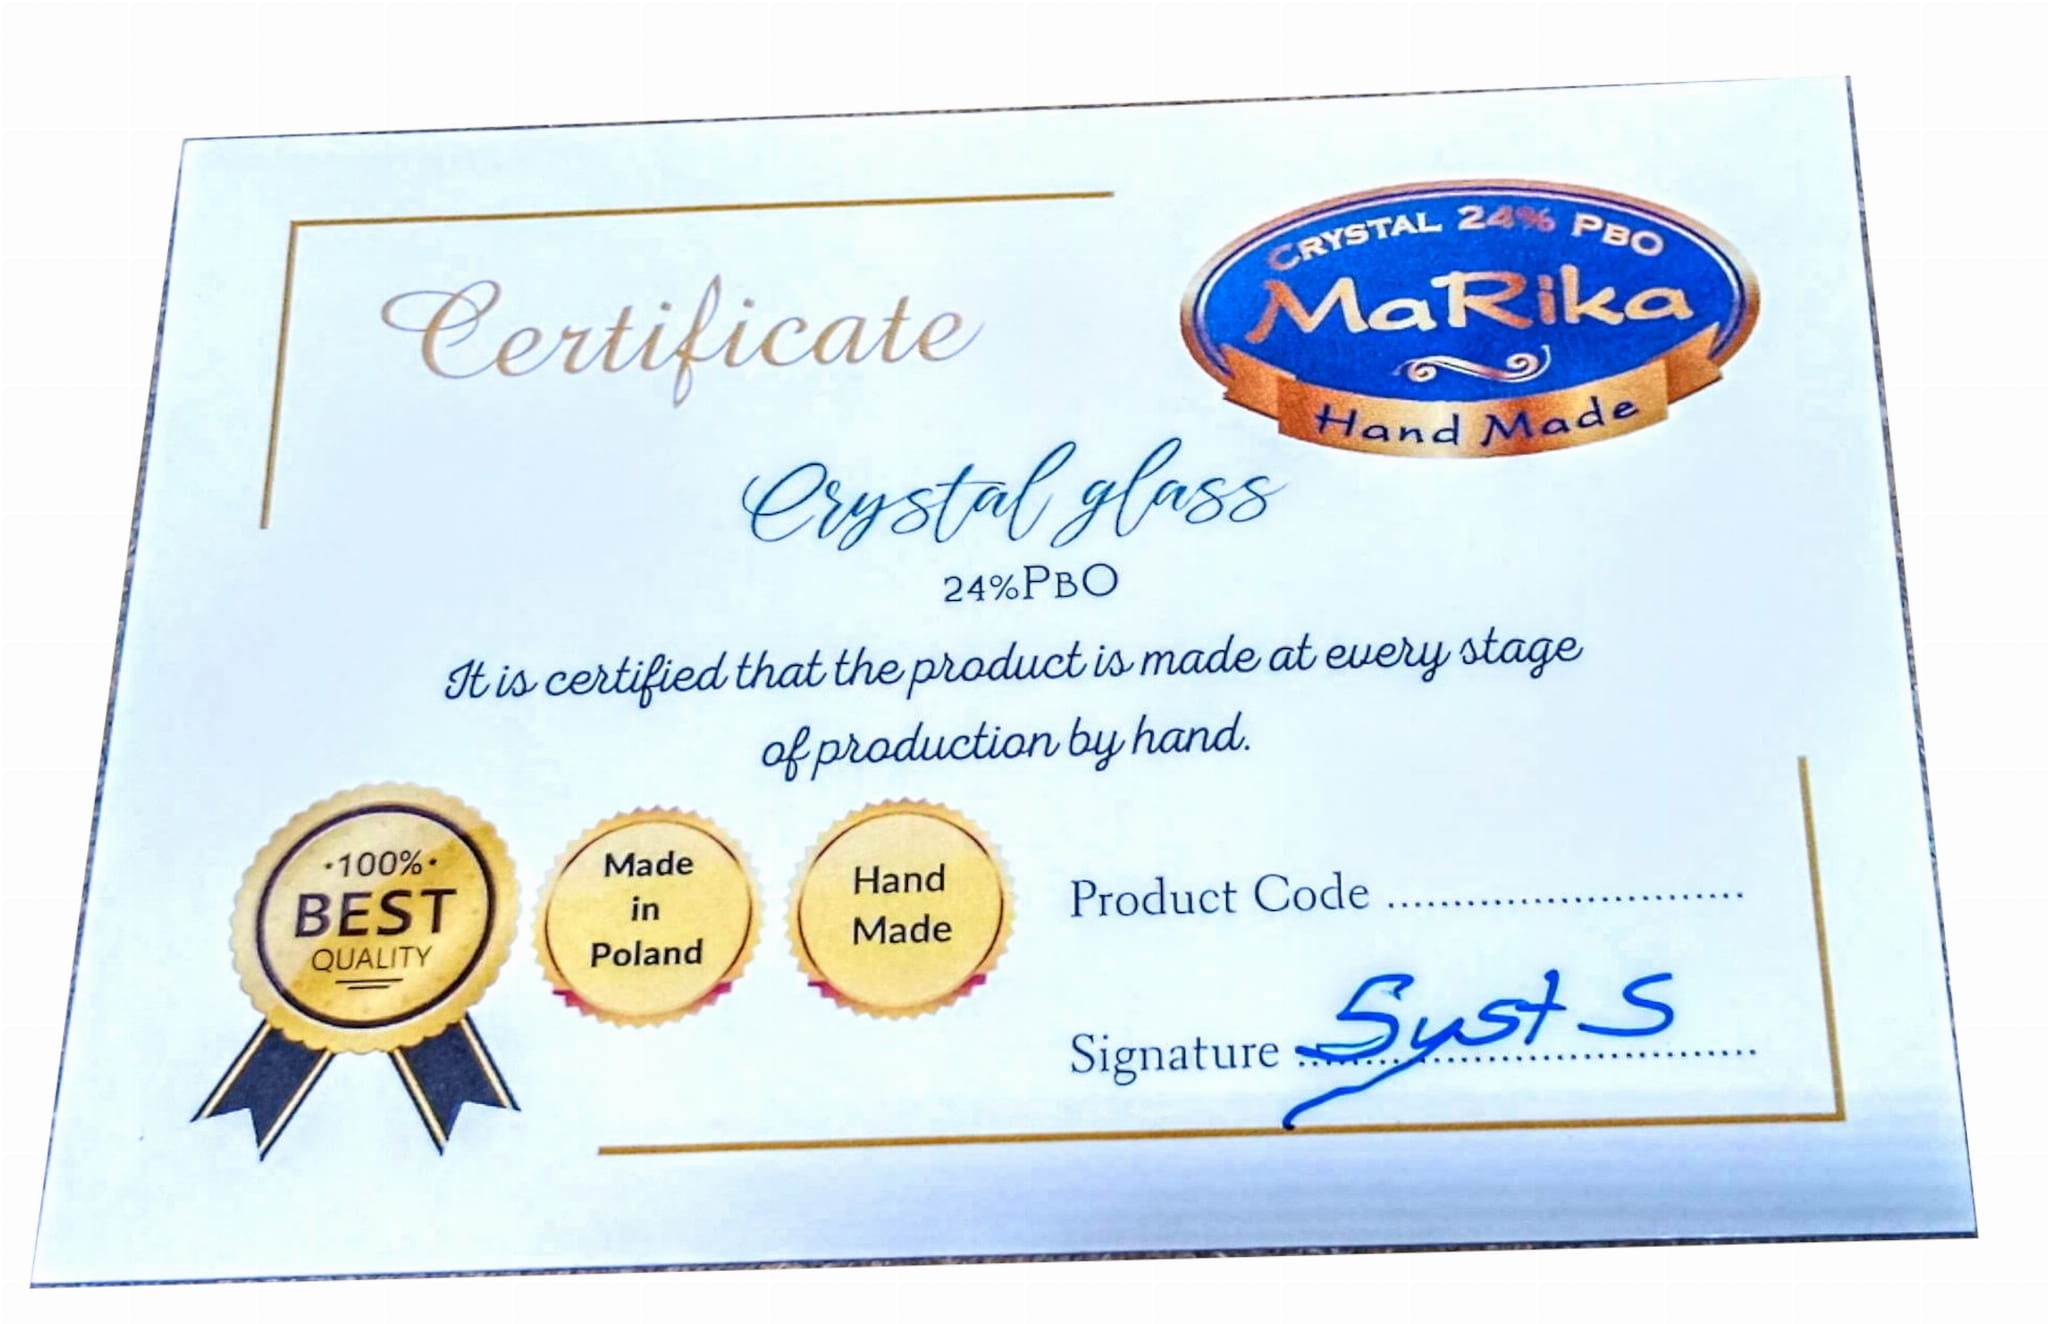 Certificate
CRYSTAL 24% PBO
MaRika
Hand Made
Crystal glass
24%PBO
It is certified that the product is made at every stage
of production by hand.
·100%·
BEST
QUALITY
Made
in
Poland
Hand
Made
Product Code ............................
Signature ....................................